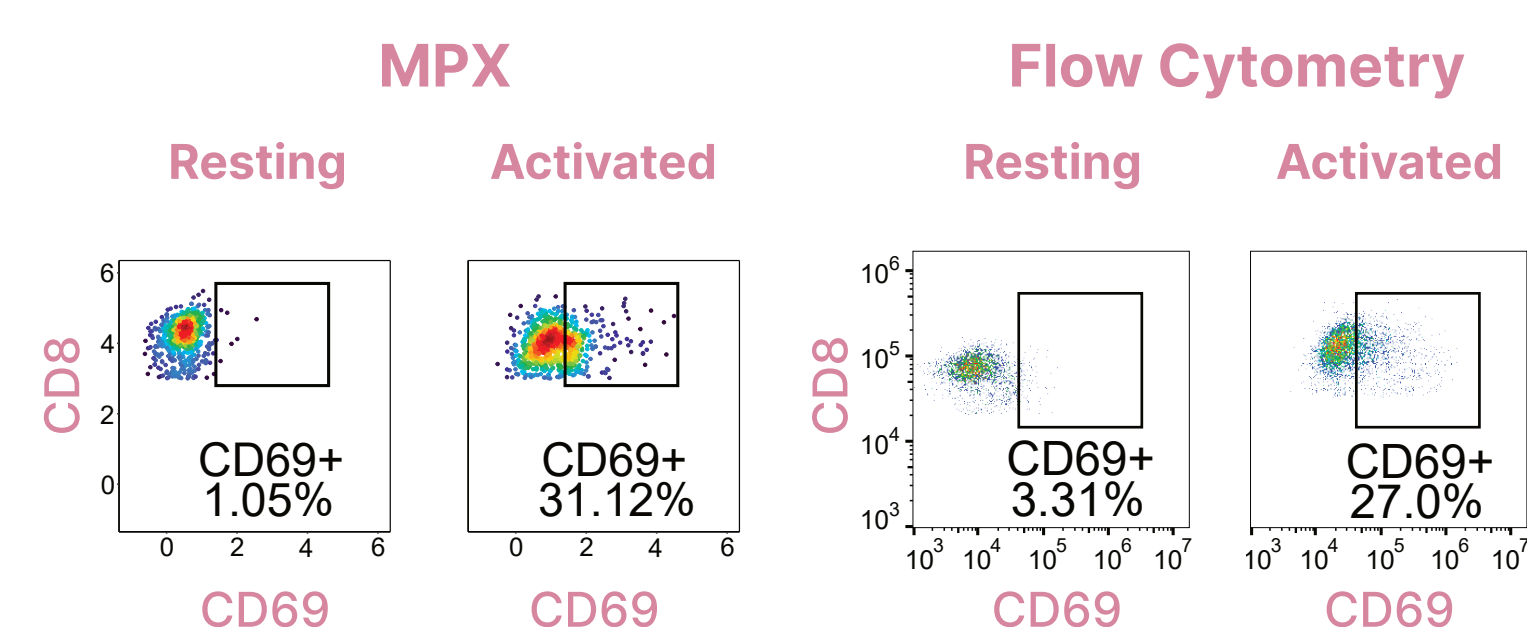 MPX
Flow Cytometry
Resting
Activated
Resting
Activated
CD8
6
4
2
0
CD69+
1.05%
0 2 4 6
CD69
CD69+
31.12%
0 2 4 6
CD69
CD8
10⁶
10⁵
10⁴
10³
CD69+
3.31%
10³ 10⁴ 10⁵ 10⁶ 10⁷
CD69
CD69+
27.0%
10³ 10⁴ 10⁵ 10⁶ 10⁷
CD69